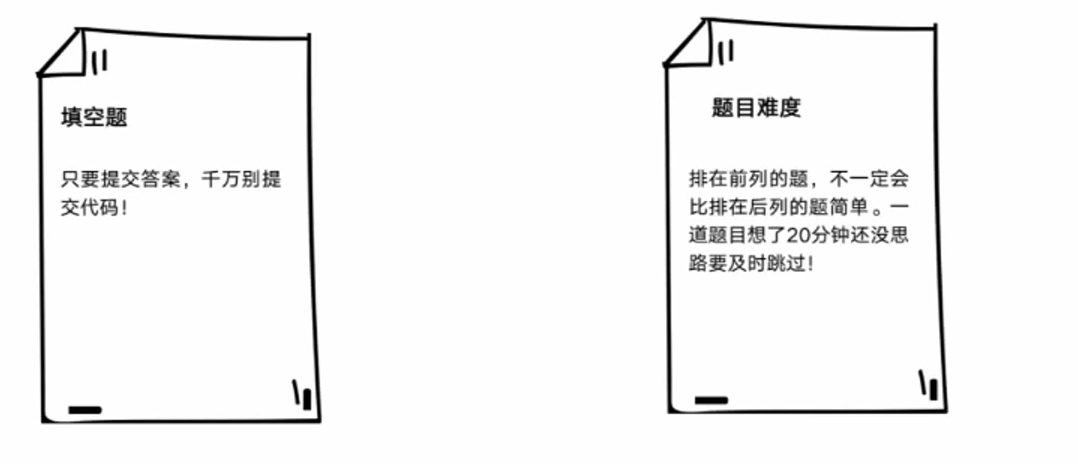 填空题
只要提交答案，千万别提
交代码！
题目难度
排在前列的题，不一定会
比排在后列的题简单。一
道题目想了20分钟还没思
路要及时跳过！